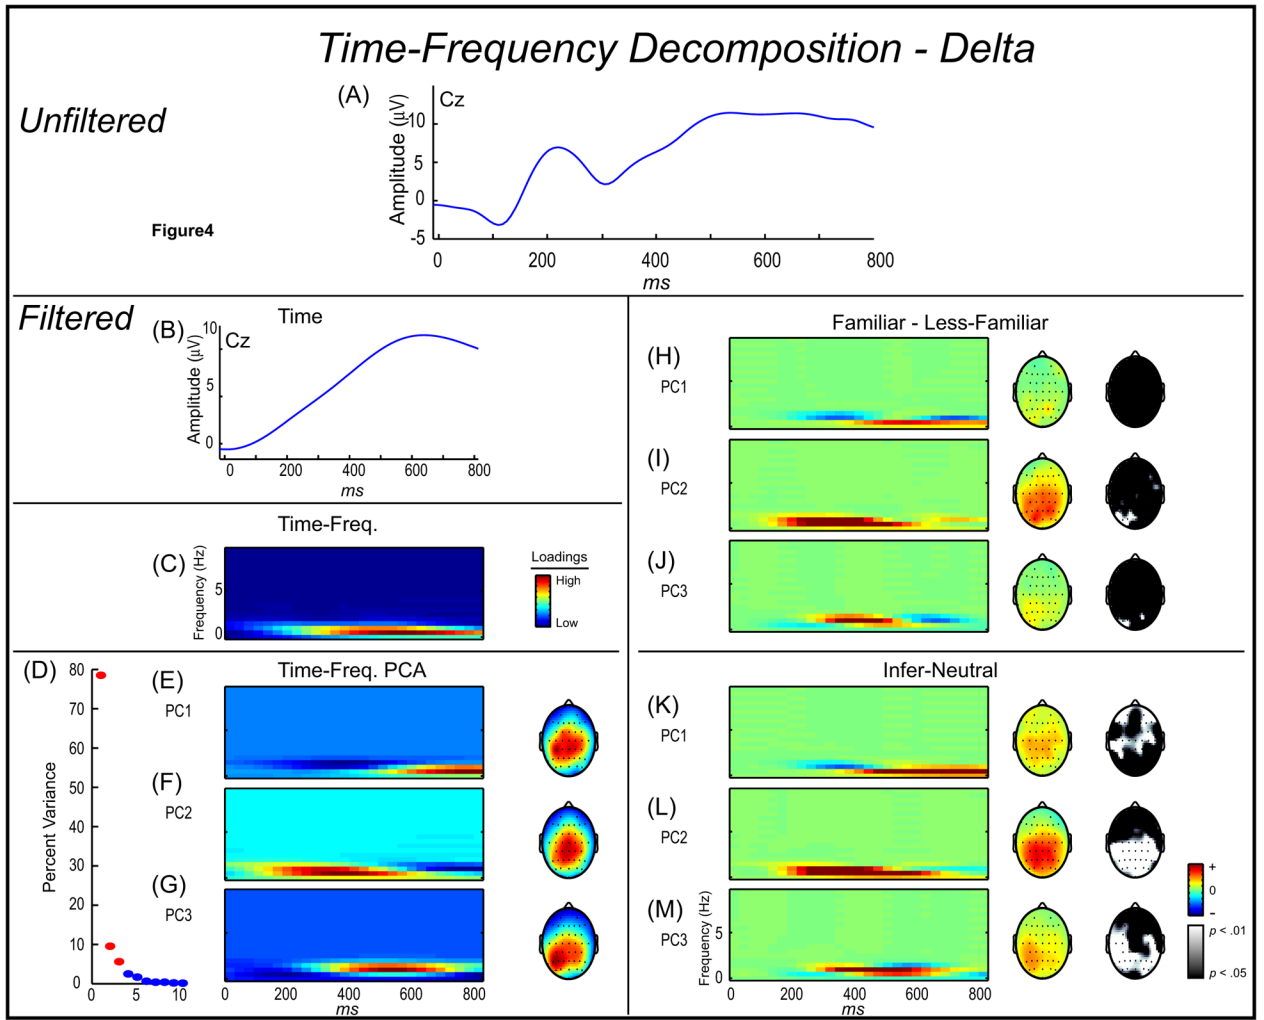 Time-Frequency Decomposition - Delta
Unfiltered
(A)
Cz
Amplitude (µV)
10
5
0
-5
0 200 400 600 800
ms
Figure4
Filtered
(B)
Time
Cz
Amplitude (µV)
10
5
0
0 200 400 600 800
ms
Time-Freq.
(C)
Frequency (Hz)
5
0
Loadings
High
Low
(D)
Percent Variance
80
70
60
50
40
30
20
10
0
0 5 10
Time-Freq. PCA
(E)
PC1
(F)
PC2
(G)
PC3
0 200 400 600 800
ms
Familiar - Less-Familiar
(H)
PC1
(I)
PC2
(J)
PC3
Infer-Neutral
(K)
PC1
(L)
PC2
(M)
PC3
Frequency (Hz)
5
0
0 200 400 600 800
ms
+
0
-
p < .01
p < .05